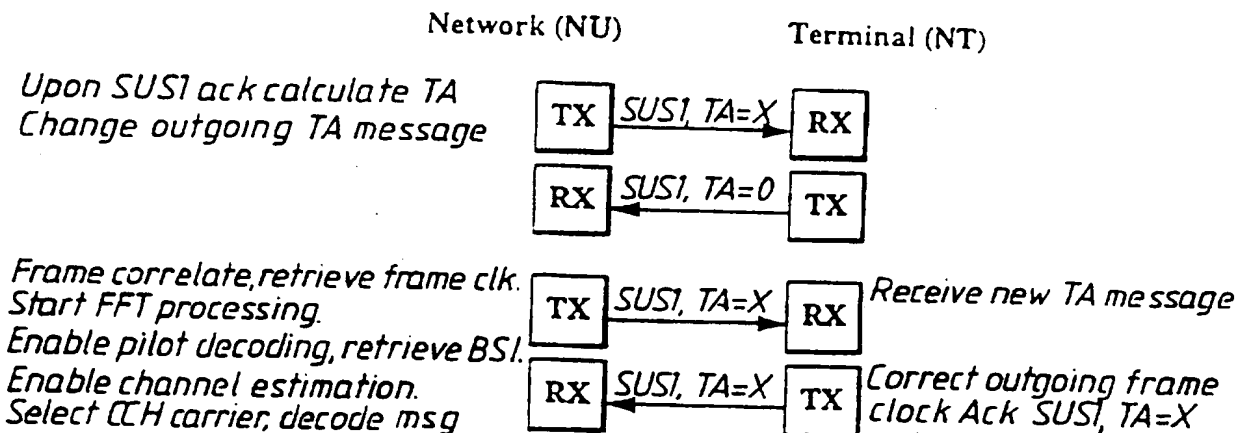 Network (NU) Terminal (NT)
Upon SUS1 ack calculate TA
Change outgoing TA message
TX SUS1, TA=X RX
RX SUS1, TA=0 TX
Frame correlate, retrieve frame clk.
Start FFT processing.
Enable pilot decoding, retrieve BSI.
TX SUS1, TA=X RX
Receive new TA message
Enable channel estimation.
Select CCH carrier, decode msg
RX SUS1, TA=X TX
Correct outgoing frame
clock Ack SUS1, TA=X